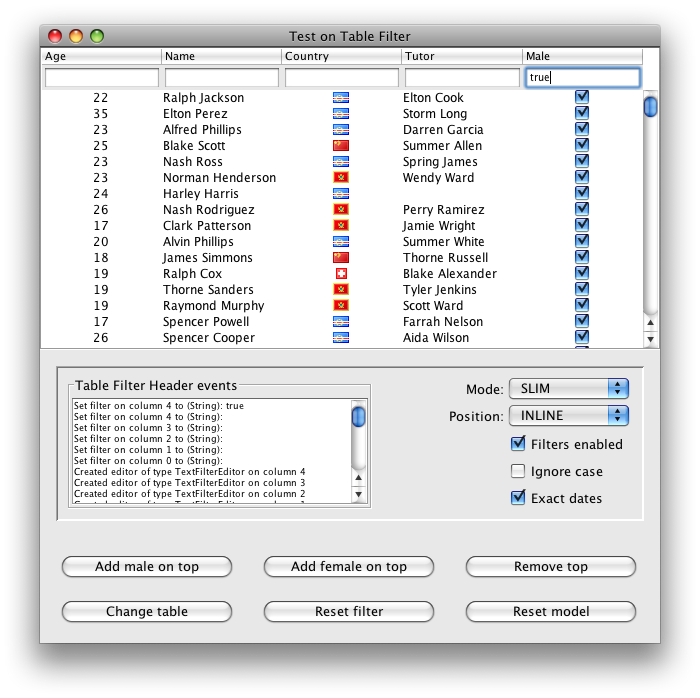 Test on Table Filter
Age Name Country Tutor Male
true
22 Ralph Jackson Elton Cook
35 Elton Perez Storm Long
23 Alfred Phillips Darren Garcia
25 Blake Scott Summer Allen
23 Nash Ross Spring James
23 Norman Henderson Wendy Ward
24 Harley Harris
26 Nash Rodriguez Perry Ramirez
17 Clark Patterson Jamie Wright
20 Alvin Phillips Summer White
18 James Simmons Thorne Russell
19 Ralph Cox Blake Alexander
19 Thorne Sanders Tyler Jenkins
19 Raymond Murphy Scott Ward
17 Spencer Powell Farrah Nelson
26 Spencer Cooper Aida Wilson
Table Filter Header events
Set filter on column 4 to (String): true
Set filter on column 4 to (String):
Set filter on column 3 to (String):
Set filter on column 2 to (String):
Set filter on column 1 to (String):
Set filter on column 0 to (String):
Created editor of type TextFilterEditor on column 4
Created editor of type TextFilterEditor on column 3
Created editor of type TextFilterEditor on column 2
Mode: SLIM
Position: INLINE
Filters enabled
Ignore case
Exact dates
Add male on top Add female on top Remove top
Change table Reset filter Reset model